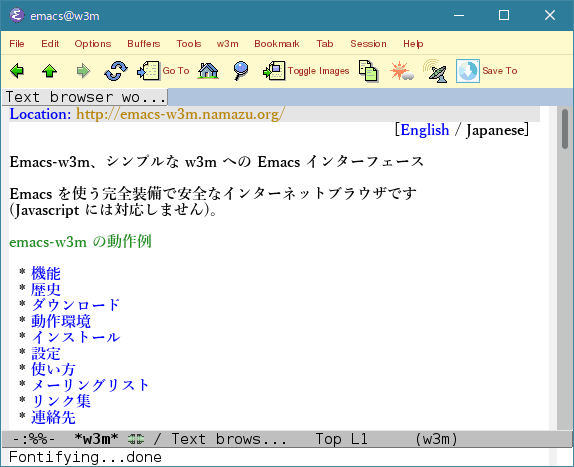 emacs@w3m
File Edit Options Buffers Tools w3m Bookmark Tab Session Help
Go To Toggle Images Save To
Text browser wo...
Location: http://emacs-w3m.namazu.org/
[English / Japanese]
Emacs-w3m、シンプルな w3m への Emacs インターフェース
Emacs を使う完全装備で安全なインターネットブラウザです
(Javascript には対応しません)。
emacs-w3m の動作例
* 機能
* 歴史
* ダウンロード
* 動作環境
* インストール
* 設定
* 使い方
* メーリングリスト
* リンク集
* 連絡先
-:%%- *w3m* / Text brows... Top L1 (w3m)
Fontifying...done